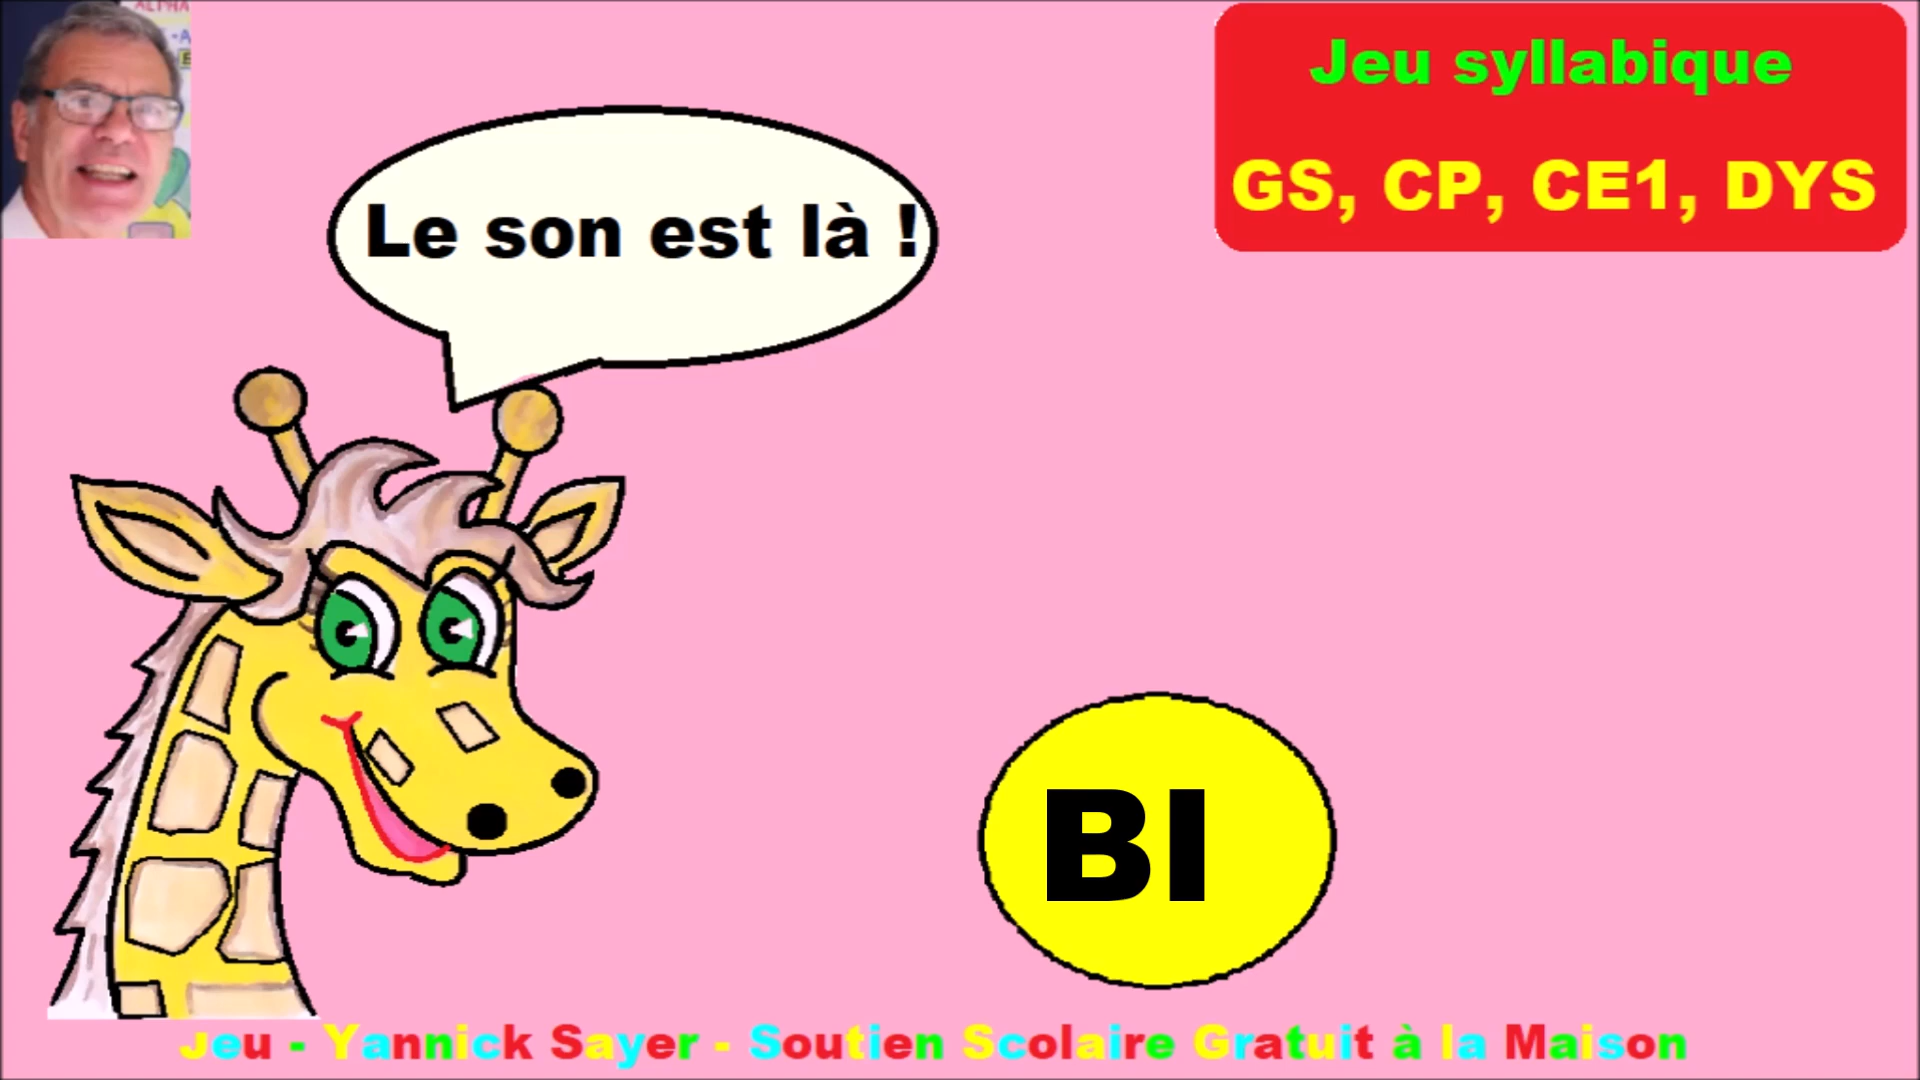 ALPHA
Jeu syllabique
GS, CP, CE1, DYS
Le son est là !
BI
Jeu - Yannick Sayer - Soutien Scolaire Gratuit à la Maison